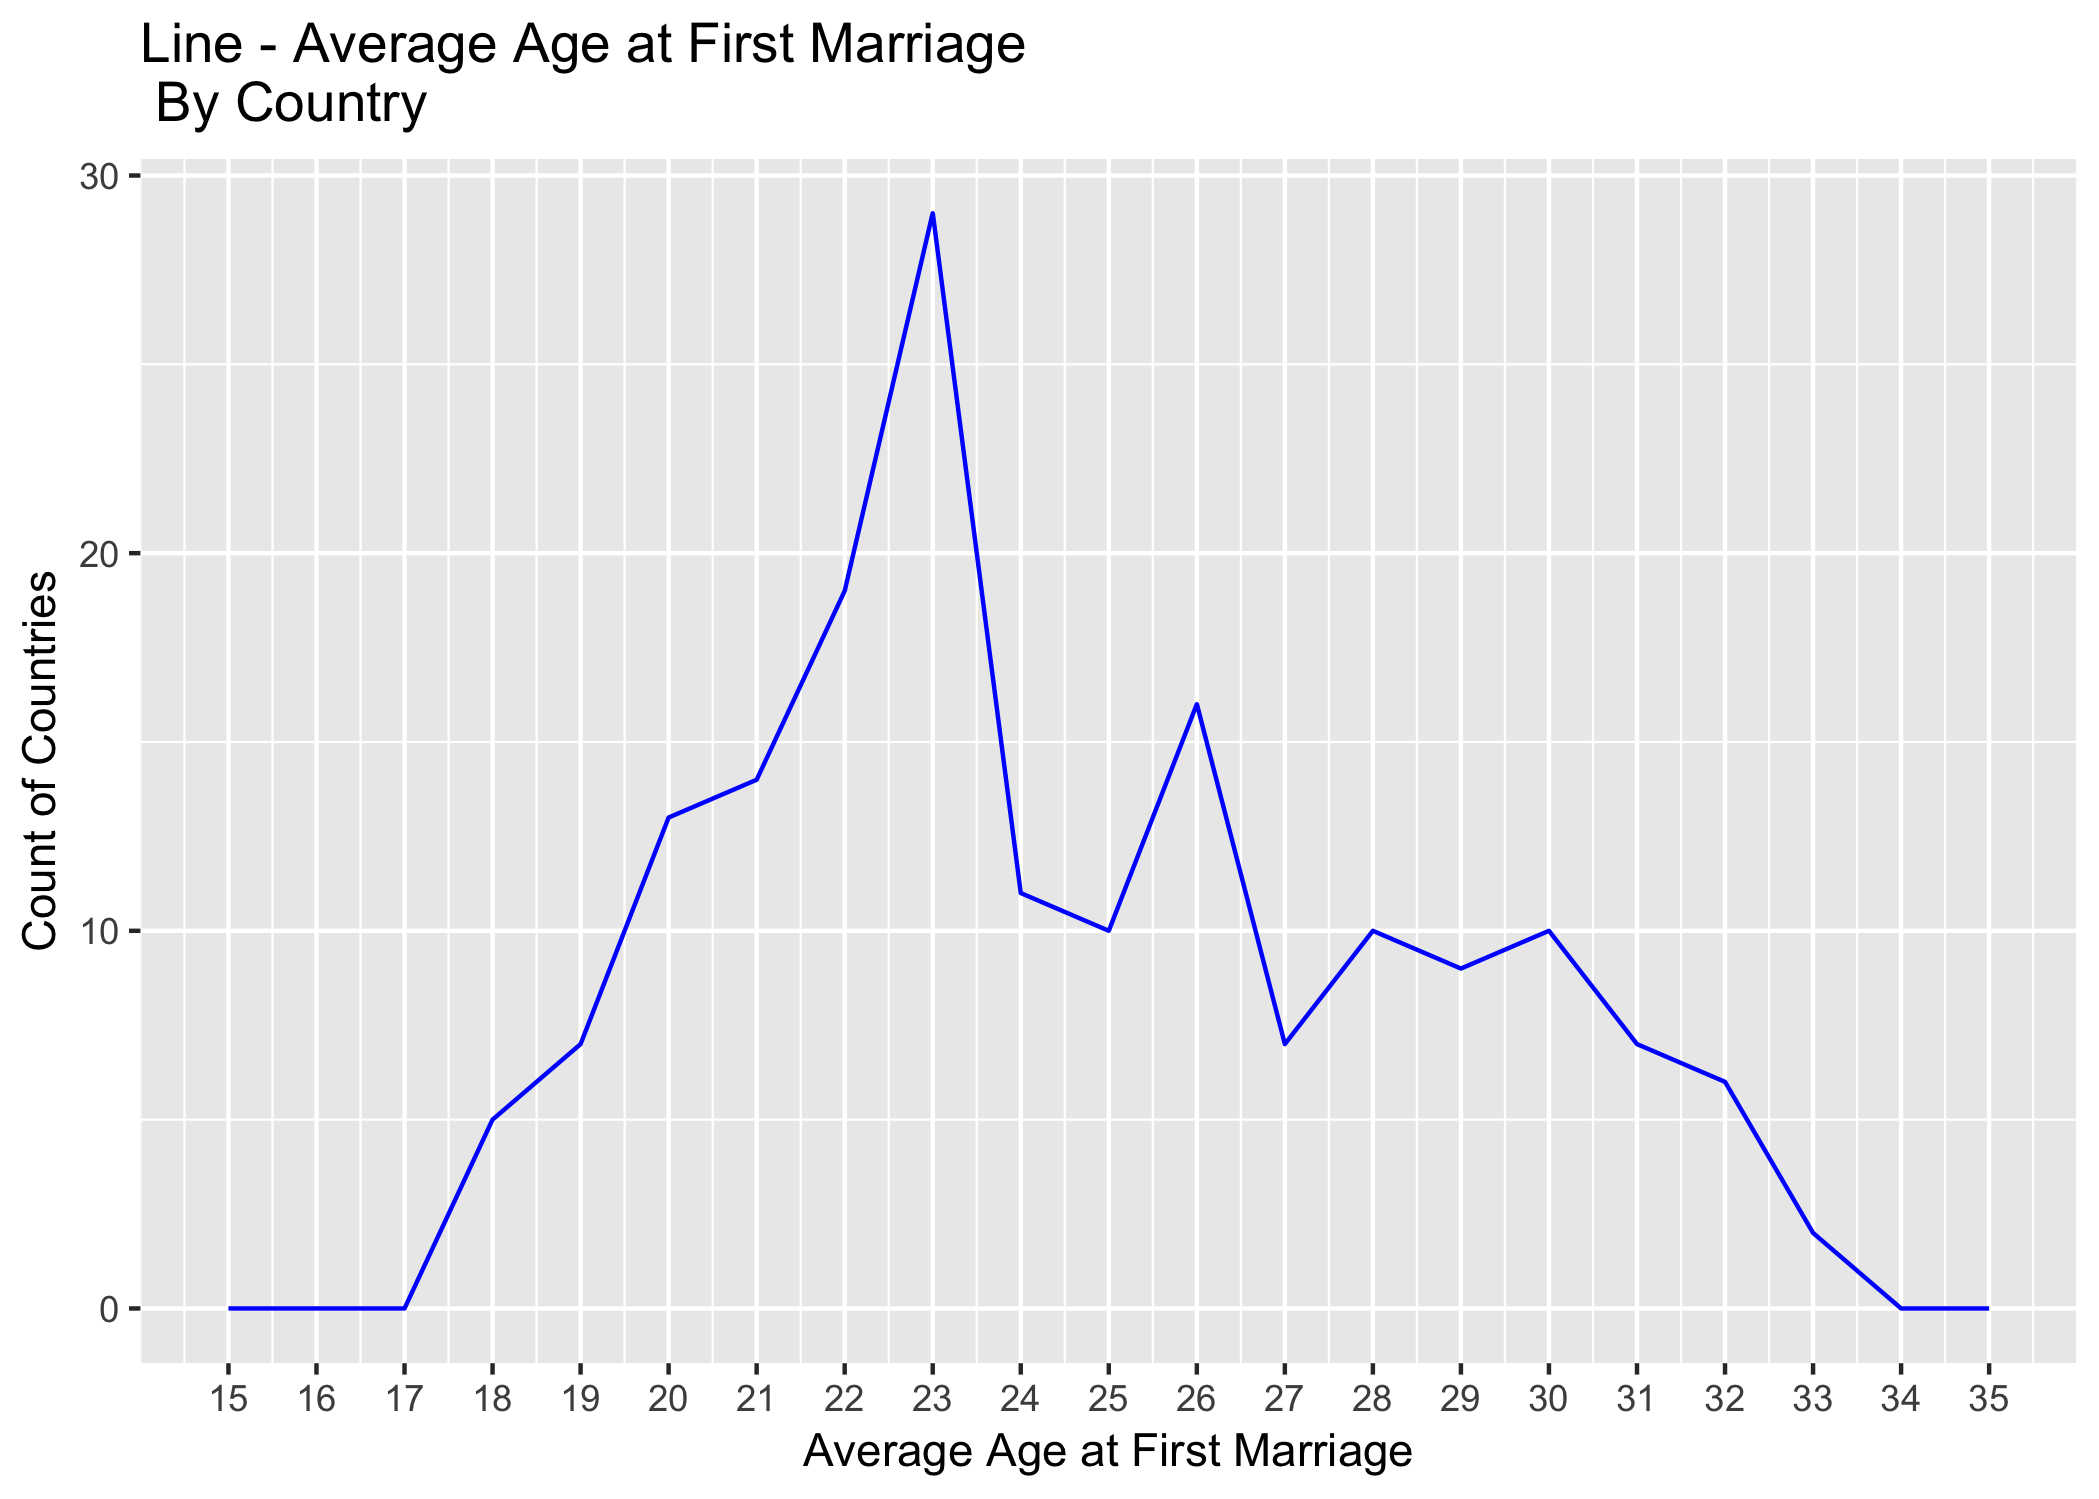 Line - Average Age at First Marriage
By Country
30
20
10
0
Count of Countries
15 16 17 18 19 20 21 22 23 24 25 26 27 28 29 30 31 32 33 34 35
Average Age at First Marriage